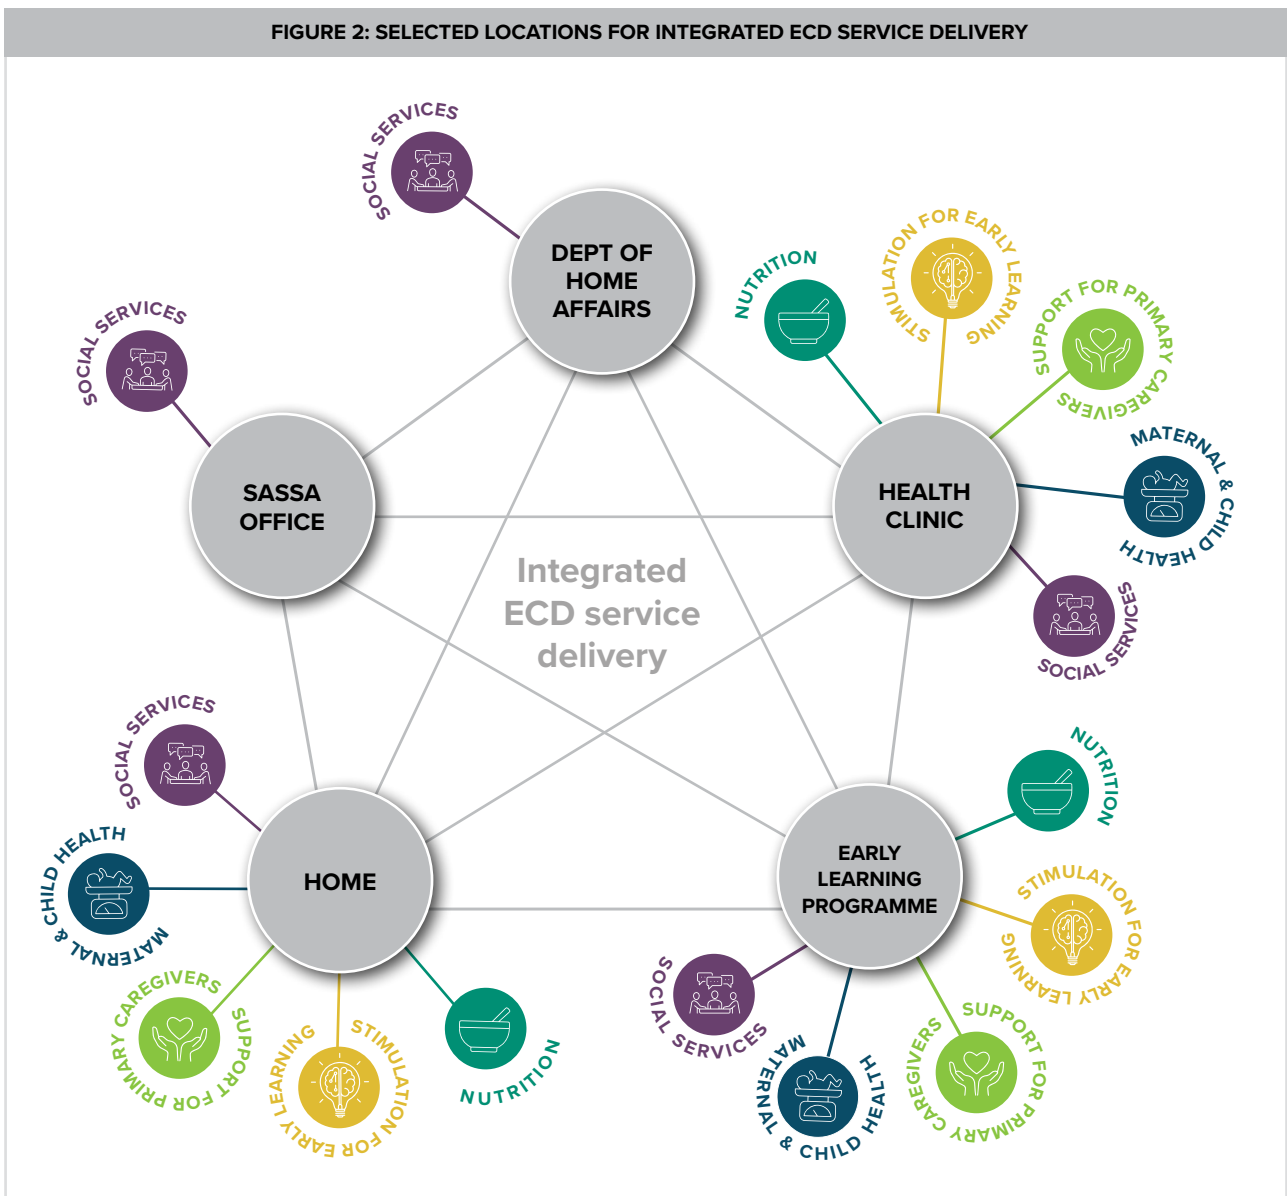 FIGURE 2: SELECTED LOCATIONS FOR INTEGRATED ECD SERVICE DELIVERY
SOCIAL SERVICES
DEPT OF
HOME
AFFAIRS
NUTRITION
STIMULATION FOR EARLY LEARNING
SUPPORT FOR PRIMARY CAREGIVERS
MATERNAL & CHILD HEALTH
SOCIAL SERVICES
HEALTH
CLINIC
SOCIAL SERVICES
SASSA
OFFICE
Integrated
ECD service
delivery
SOCIAL SERVICES
MATERNAL & CHILD HEALTH
SUPPORT FOR PRIMARY CAREGIVERS
STIMULATION FOR EARLY LEARNING
NUTRITION
HOME
EARLY
LEARNING
PROGRAMME
NUTRITION
STIMULATION FOR EARLY LEARNING
SUPPORT FOR PRIMARY CAREGIVERS
MATERNAL & CHILD HEALTH
SOCIAL SERVICES